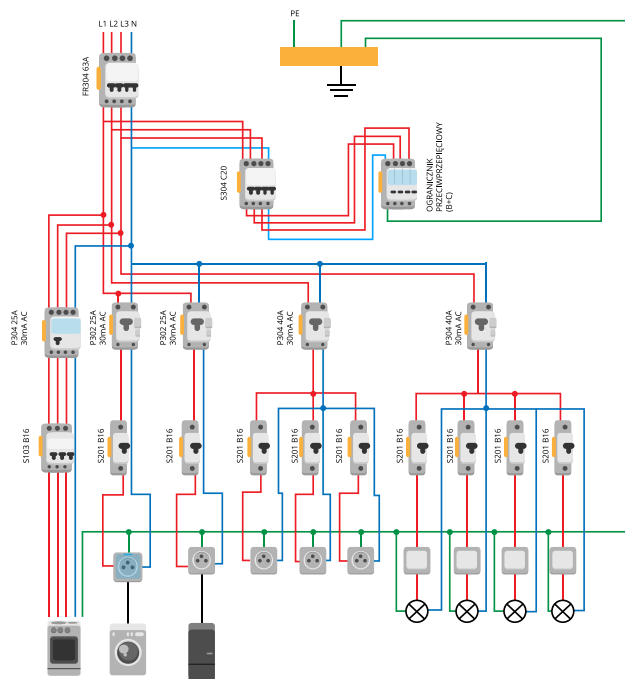 PE
L1 L2 L3 N
FR304 63A
S304 C20
OGRANICZNIK
PRZECIWPRZEPIĘCIOWY
(B+C)
P304 25A
30mA AC
P302 25A
30mA AC
P302 25A
30mA AC
P304 40A
30mA AC
P304 40A
30mA AC
S103 B16
S201 B16
S201 B16
S201 B16
S201 B16
S201 B16
S201 B16
S201 B16
S201 B16
S201 B16